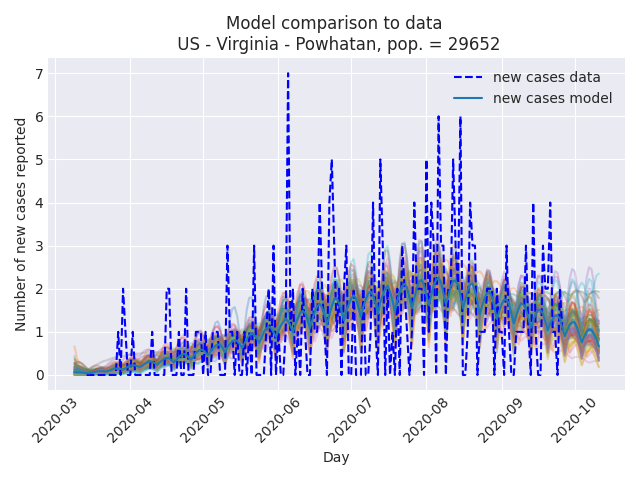 Model comparison to data
US - Virginia - Powhatan, pop. = 29652
new cases data
new cases model
Number of new cases reported
7
6
5
4
3
2
1
0
2020-03
2020-04
2020-05
2020-06
2020-07
2020-08
2020-09
2020-10
Day